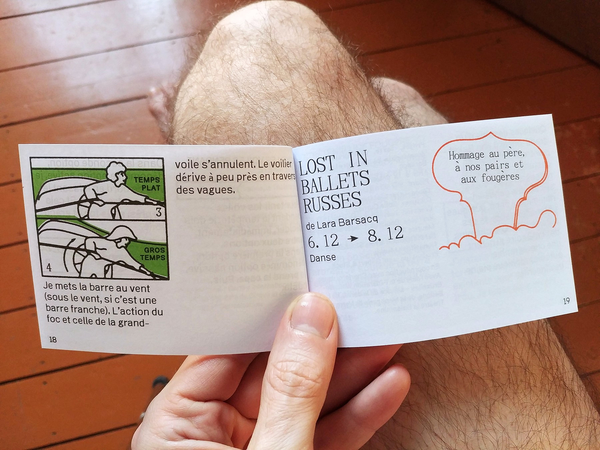 TEMPS
PLAT
3
GROS
TEMPS
4
Je mets la barre au vent
(sous le vent, si c'est une
barre franche). L'action du
foc et celle de la grand-
18
voile s'annulent. Le voilier
dérive à peu près en travers
des vagues.
LOST IN
BALLETS
RUSSES
de Lara Barsacq
6.12 → 8.12
Danse
Hommage au père,
à nos pairs et
aux fougères
19